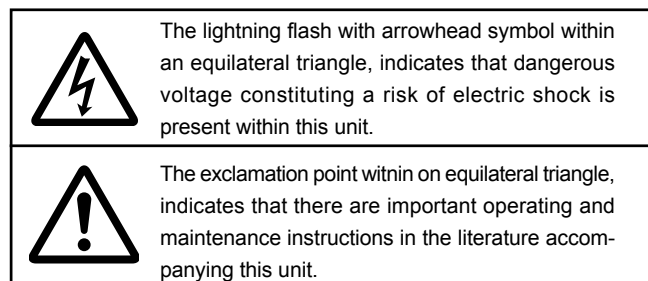 The lightning flash with arrowhead symbol within
an equilateral triangle, indicates that dangerous
voltage constituting a risk of electric shock is
present within this unit.
The exclamation point witnin on equilateral triangle,
indicates that there are important operating and
maintenance instructions in the literature accom-
panying this unit.